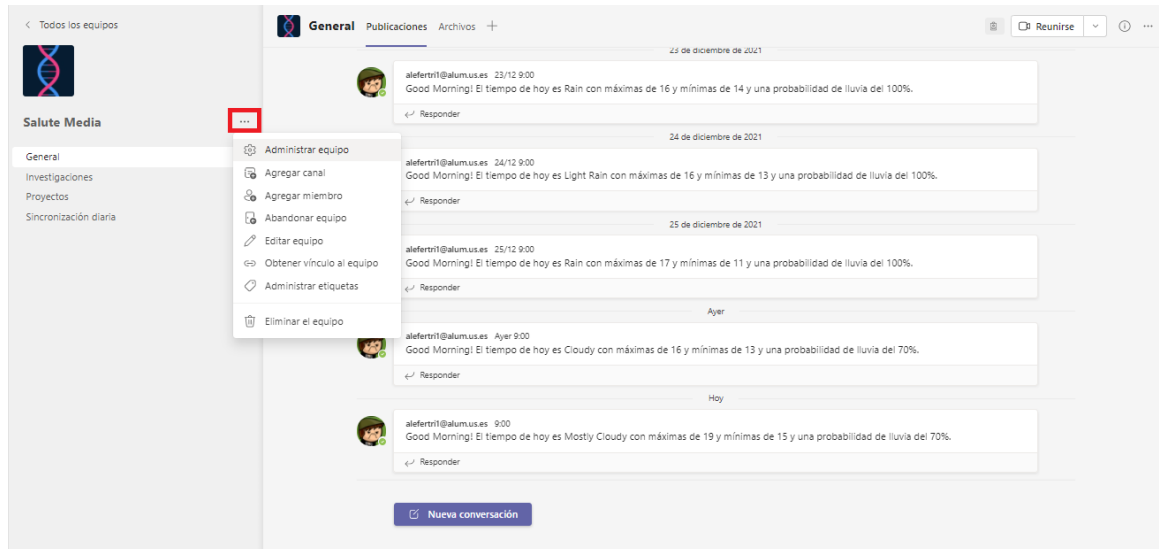 Todos los equipos
Salute Media
...
General
Investigaciones
Proyectos
Sincronización diaria
Administrar equipo
Agregar canal
Agregar miembro
Abandonar equipo
Editar equipo
Obtener vínculo al equipo
Administrar etiquetas
Eliminar el equipo
General Publicaciones Archivos +
Reunirse
...
23 de diciembre de 2021
alefertri1@alum.us.es 23/12 9:00
Good Morning! El tiempo de hoy es Rain con máximas de 16 y mínimas de 14 y una probabilidad de lluvia del 100%.
Responder
24 de diciembre de 2021
alefertri1@alum.us.es 24/12 9:00
Good Morning! El tiempo de hoy es Light Rain con máximas de 16 y mínimas de 13 y una probabilidad de lluvia del 100%.
Responder
25 de diciembre de 2021
alefertri1@alum.us.es 25/12 9:00
Good Morning! El tiempo de hoy es Rain con máximas de 17 y mínimas de 11 y una probabilidad de lluvia del 100%.
Responder
Ayer
alefertri1@alum.us.es Ayer 9:00
Good Morning! El tiempo de hoy es Cloudy con máximas de 16 y mínimas de 13 y una probabilidad de lluvia del 70%.
Responder
Hoy
alefertri1@alum.us.es 9:00
Good Morning! El tiempo de hoy es Mostly Cloudy con máximas de 19 y mínimas de 15 y una probabilidad de lluvia del 70%.
Responder
Nueva conversación